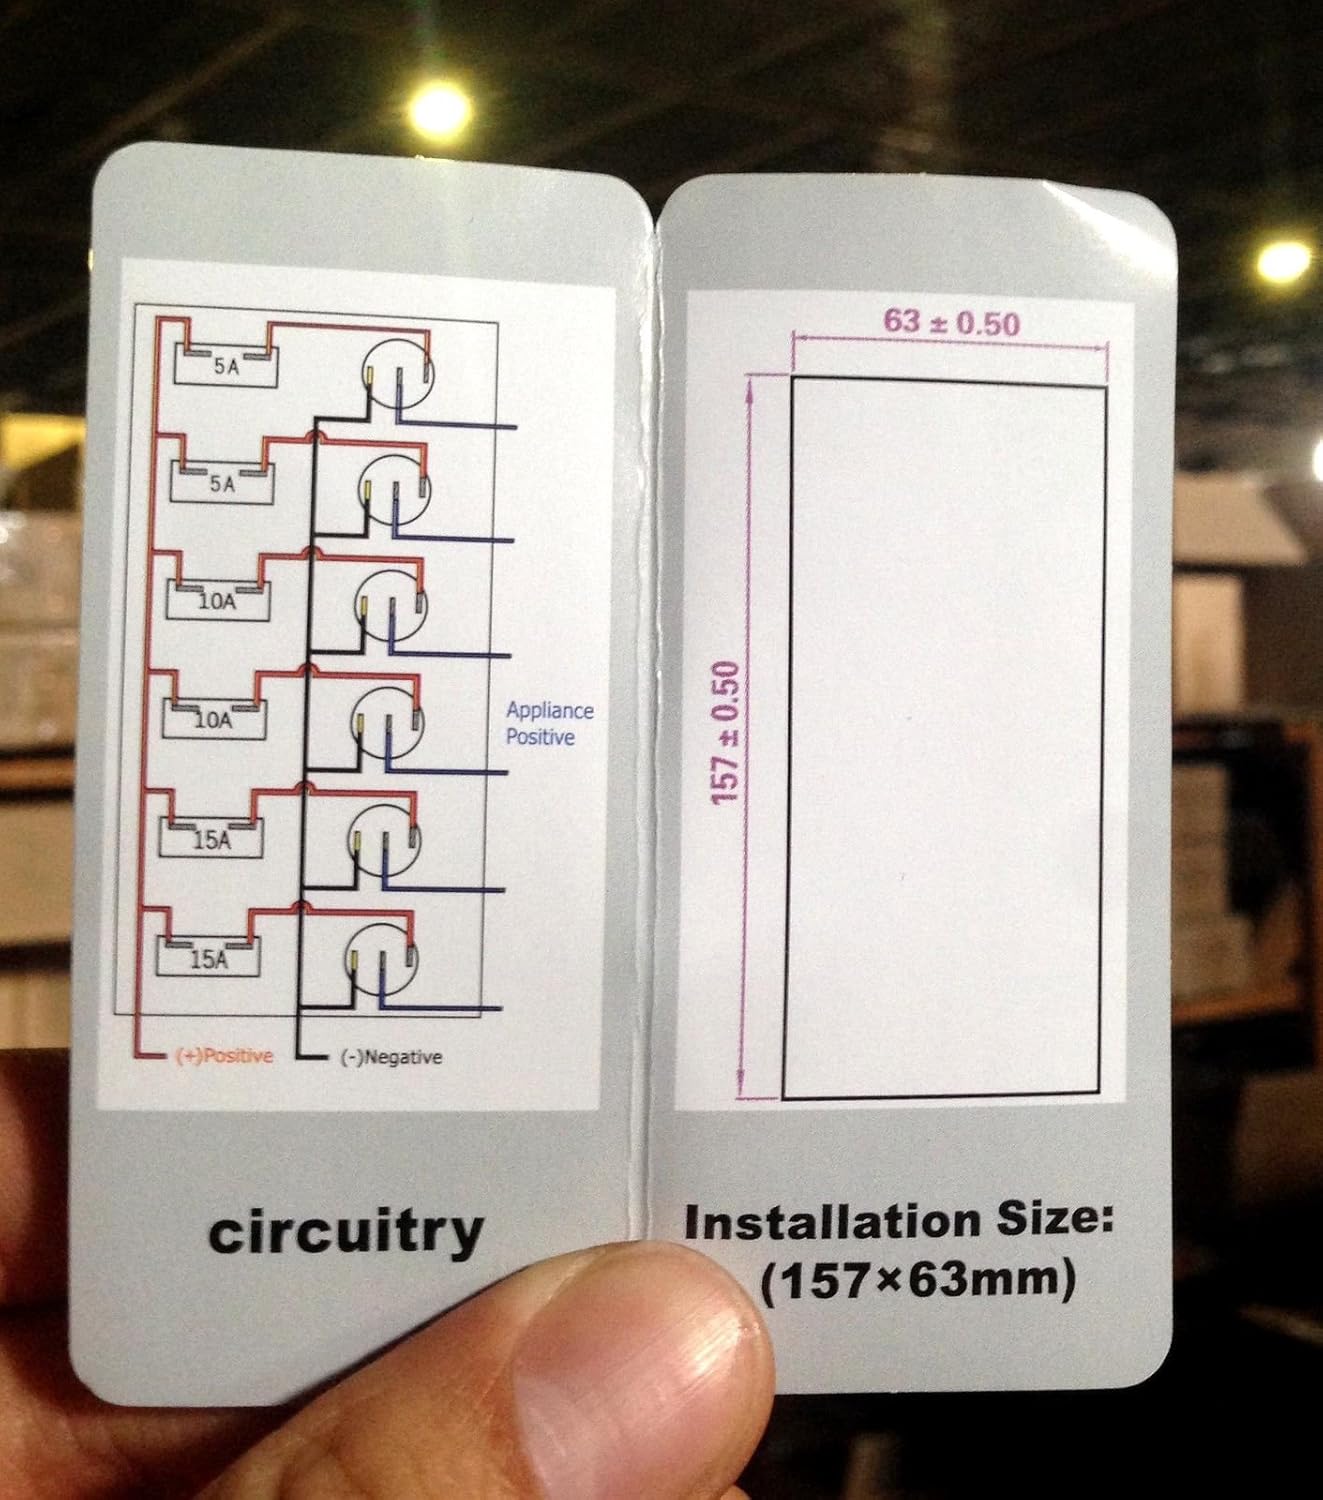 5A
5A
10A
10A
15A
15A
Appliance
Positive
(+)Positive
(-)Negative
circuitry
63 ± 0.50
157 ± 0.50
Installation Size:
(157×63mm)